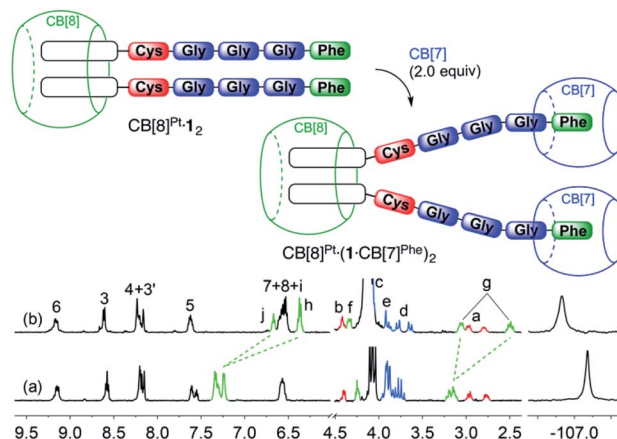 CB[8]
Cys Gly Gly Gly Phe
Cys Gly Gly Gly Phe
CB[8]Pt·12
CB[7]
(2.0 equiv)
CB[8]
CB[7]
Cys Gly Gly Gly Phe
Cys Gly Gly Gly Phe
CB[7]
CB[8]Pt·(1·CB[7]Phe)2
6 3 4+3' 5 j 7+8+i h b f c e d g a
(b)
(a)
9.5 9.0 8.5 8.0 7.5 7.0 6.5 4.5 4.0 3.5 3.0 2.5 -107.0